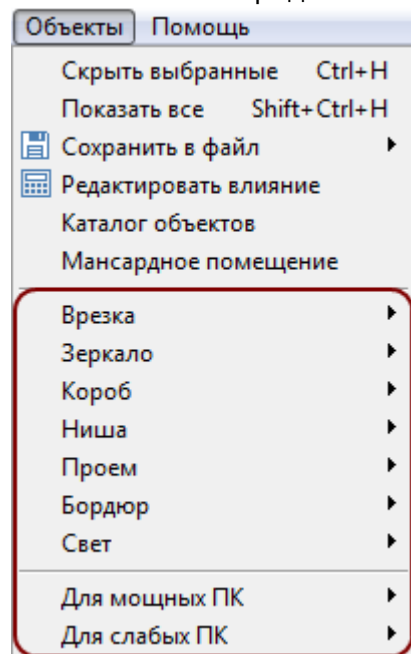 Объекты Помощь
Скрыть выбранные Ctrl+H
Показать все Shift+Ctrl+H
Сохранить в файл
Редактировать влияние
Каталог объектов
Мансардное помещение
Врезка
Зеркало
Короб
Ниша
Проем
Бордюр
Свет
Для мощных ПК
Для слабых ПК